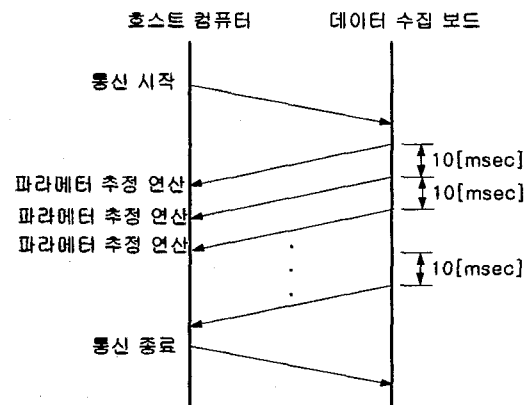 호스트 컴퓨터
데이터 수집 보드
통신 시작
10[msec]
파라메터 추정 연산
10[msec]
파라메터 추정 연산
파라메터 추정 연산
10[msec]
통신 종료